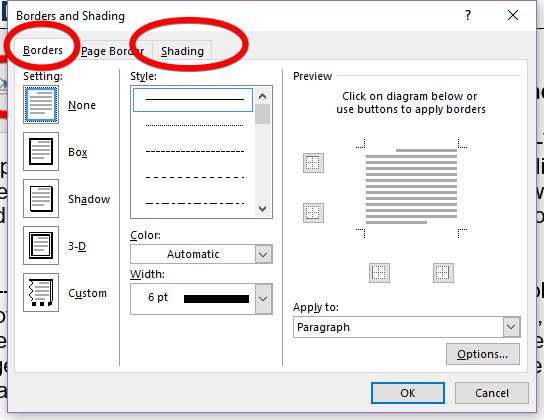 Borders and Shading
Borders
Page Border
Shading
Setting:
None
Box
Shadow
3-D
Custom
Style:
Color:
Automatic
Width:
6 pt
Preview
Click on diagram below or
use buttons to apply borders
Apply to:
Paragraph
Options...
OK
Cancel